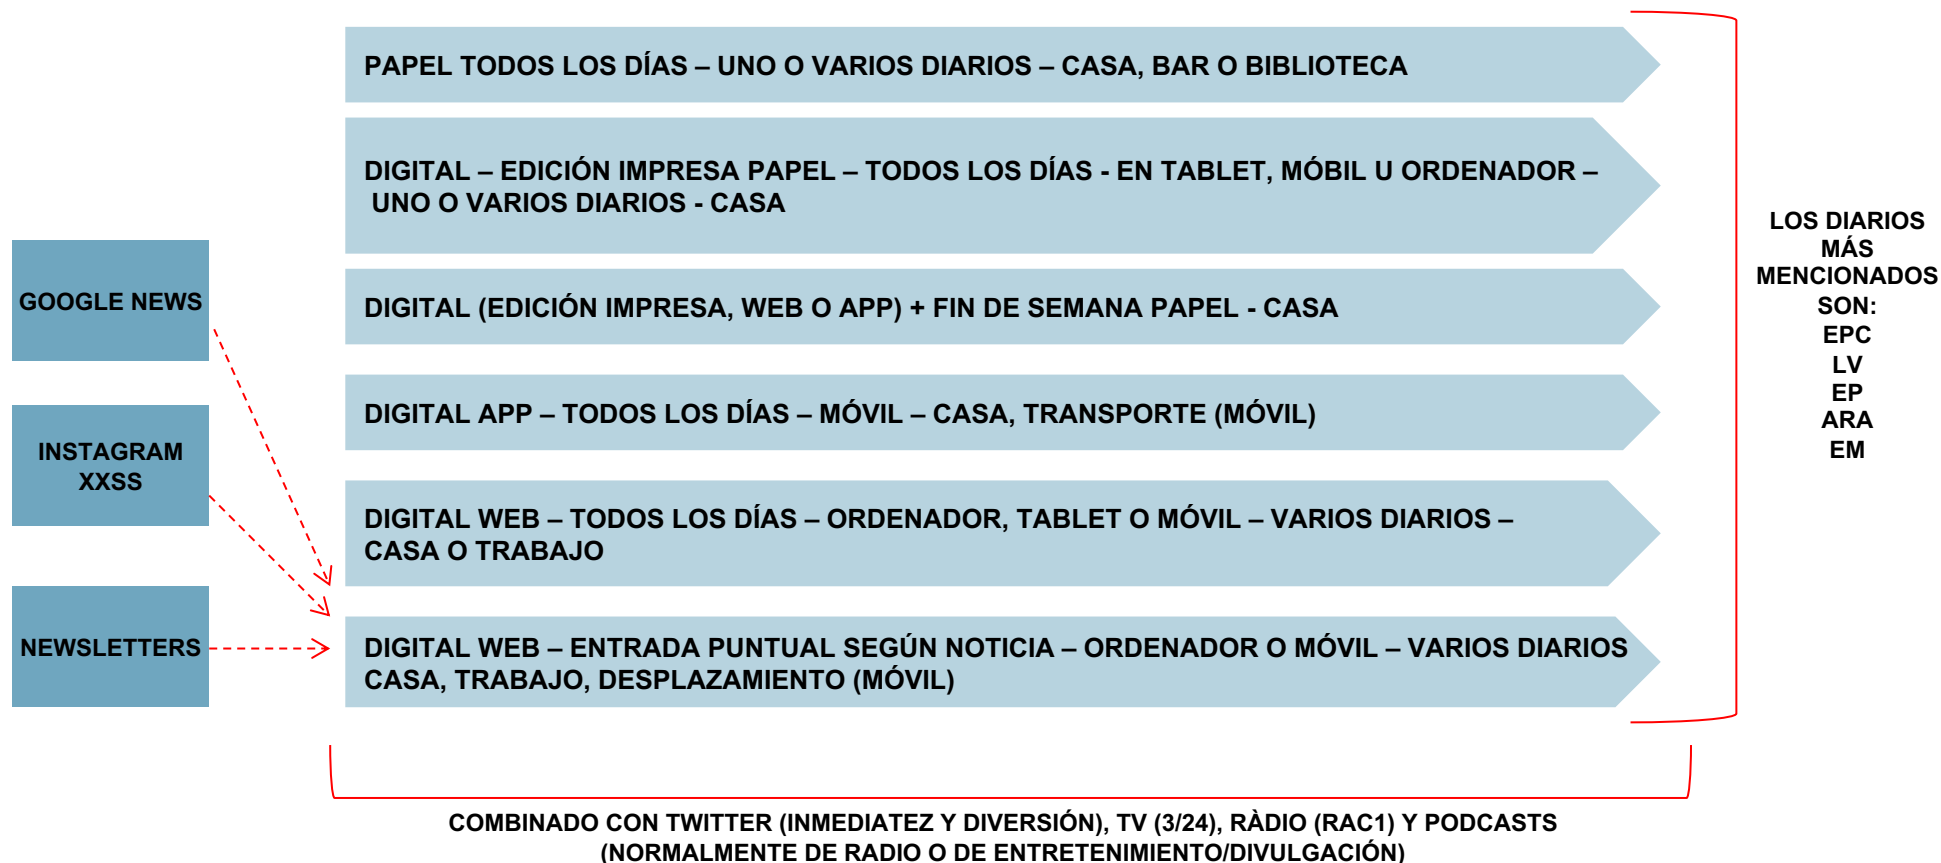 PAPEL TODOS LOS DÍAS – UNO O VARIOS DIARIOS – CASA, BAR O BIBLIOTECA
DIGITAL – EDICIÓN IMPRESA PAPEL – TODOS LOS DÍAS - EN TABLET, MÓBIL U ORDENADOR –
UNO O VARIOS DIARIOS - CASA
DIGITAL (EDICIÓN IMPRESA, WEB O APP) + FIN DE SEMANA PAPEL - CASA
DIGITAL APP – TODOS LOS DÍAS – MÓVIL – CASA, TRANSPORTE (MÓVIL)
DIGITAL WEB – TODOS LOS DÍAS – ORDENADOR, TABLET O MÓVIL – VARIOS DIARIOS –
CASA O TRABAJO
DIGITAL WEB – ENTRADA PUNTUAL SEGÚN NOTICIA – ORDENADOR O MÓVIL – VARIOS DIARIOS
CASA, TRABAJO, DESPLAZAMIENTO (MÓVIL)
GOOGLE NEWS
INSTAGRAM
XXSS
NEWSLETTERS
LOS DIARIOS
MÁS
MENCIONADOS
SON:
EPC
LV
EP
ARA
EM
COMBINADO CON TWITTER (INMEDIATEZ Y DIVERSIÓN), TV (3/24), RÀDIO (RAC1) Y PODCASTS
(NORMALMENTE DE RADIO O DE ENTRETENIMIENTO/DIVULGACIÓN)